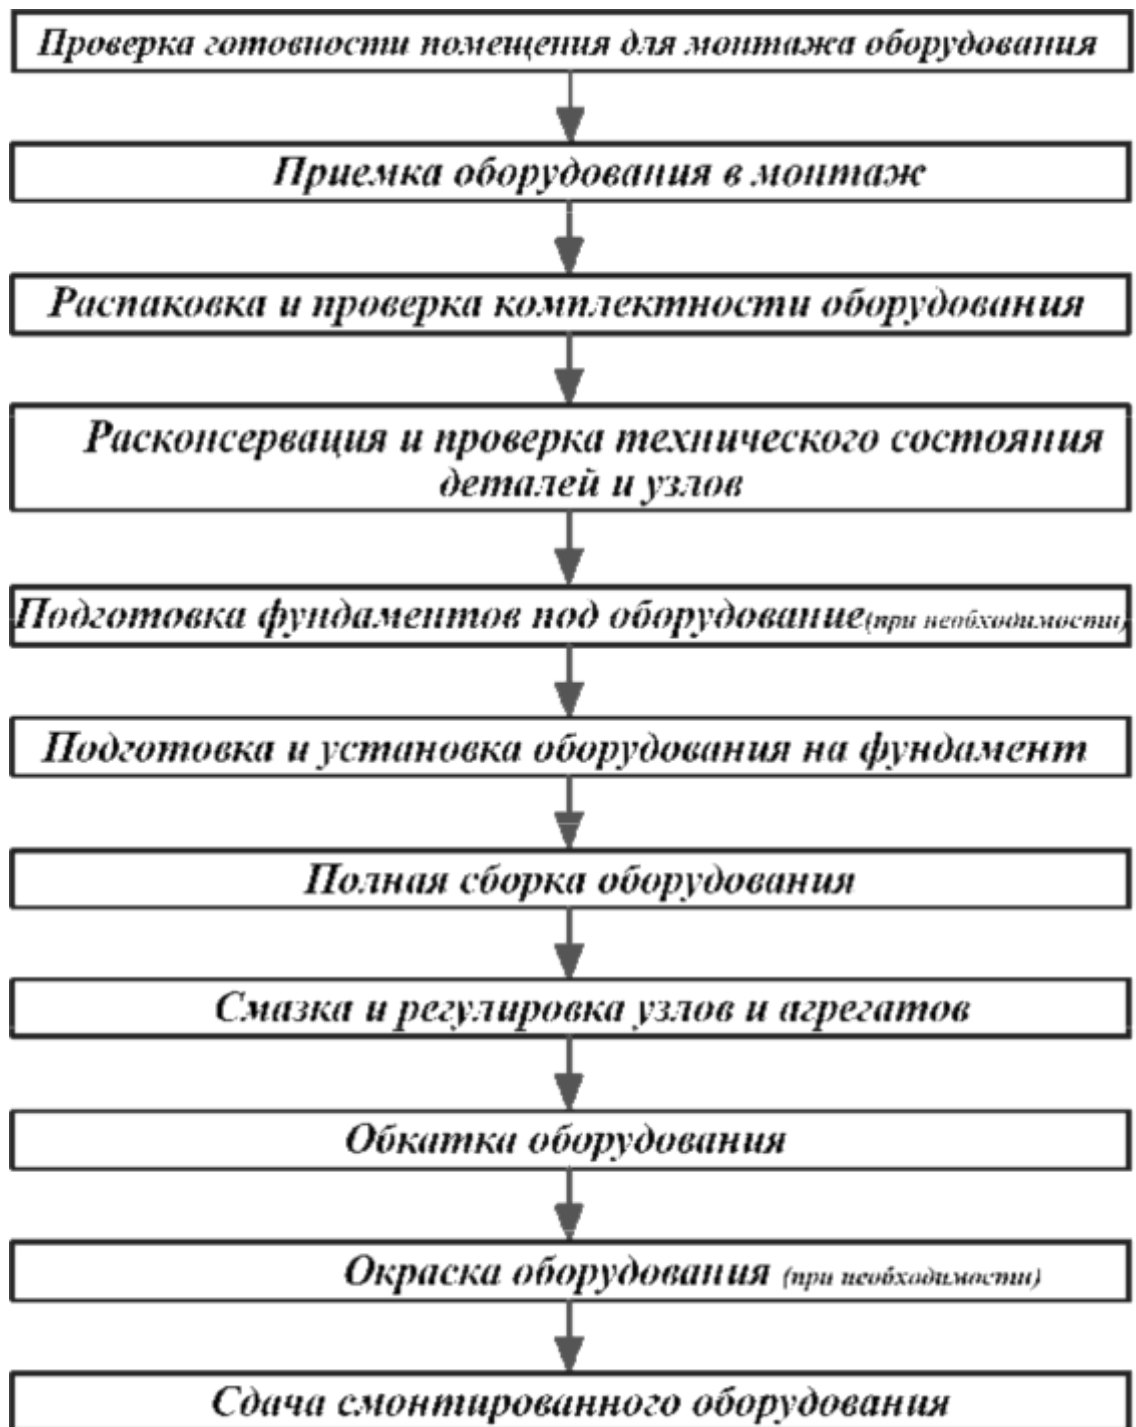 Проверка готовности помещения для монтажа оборудования
Приемка оборудования в монтаж
Распаковка и проверка комплектности оборудования
Расконсервация и проверка технического состояния
деталей и узлов
Подготовка фундаментов под оборудование(при необходимости)
Подготовка и установка оборудования на фундамент
Полная сборка оборудования
Смазка и регулировка узлов и агрегатов
Обкатка оборудования
Окраска оборудования (при необходимости)
Сдача смонтированного оборудования